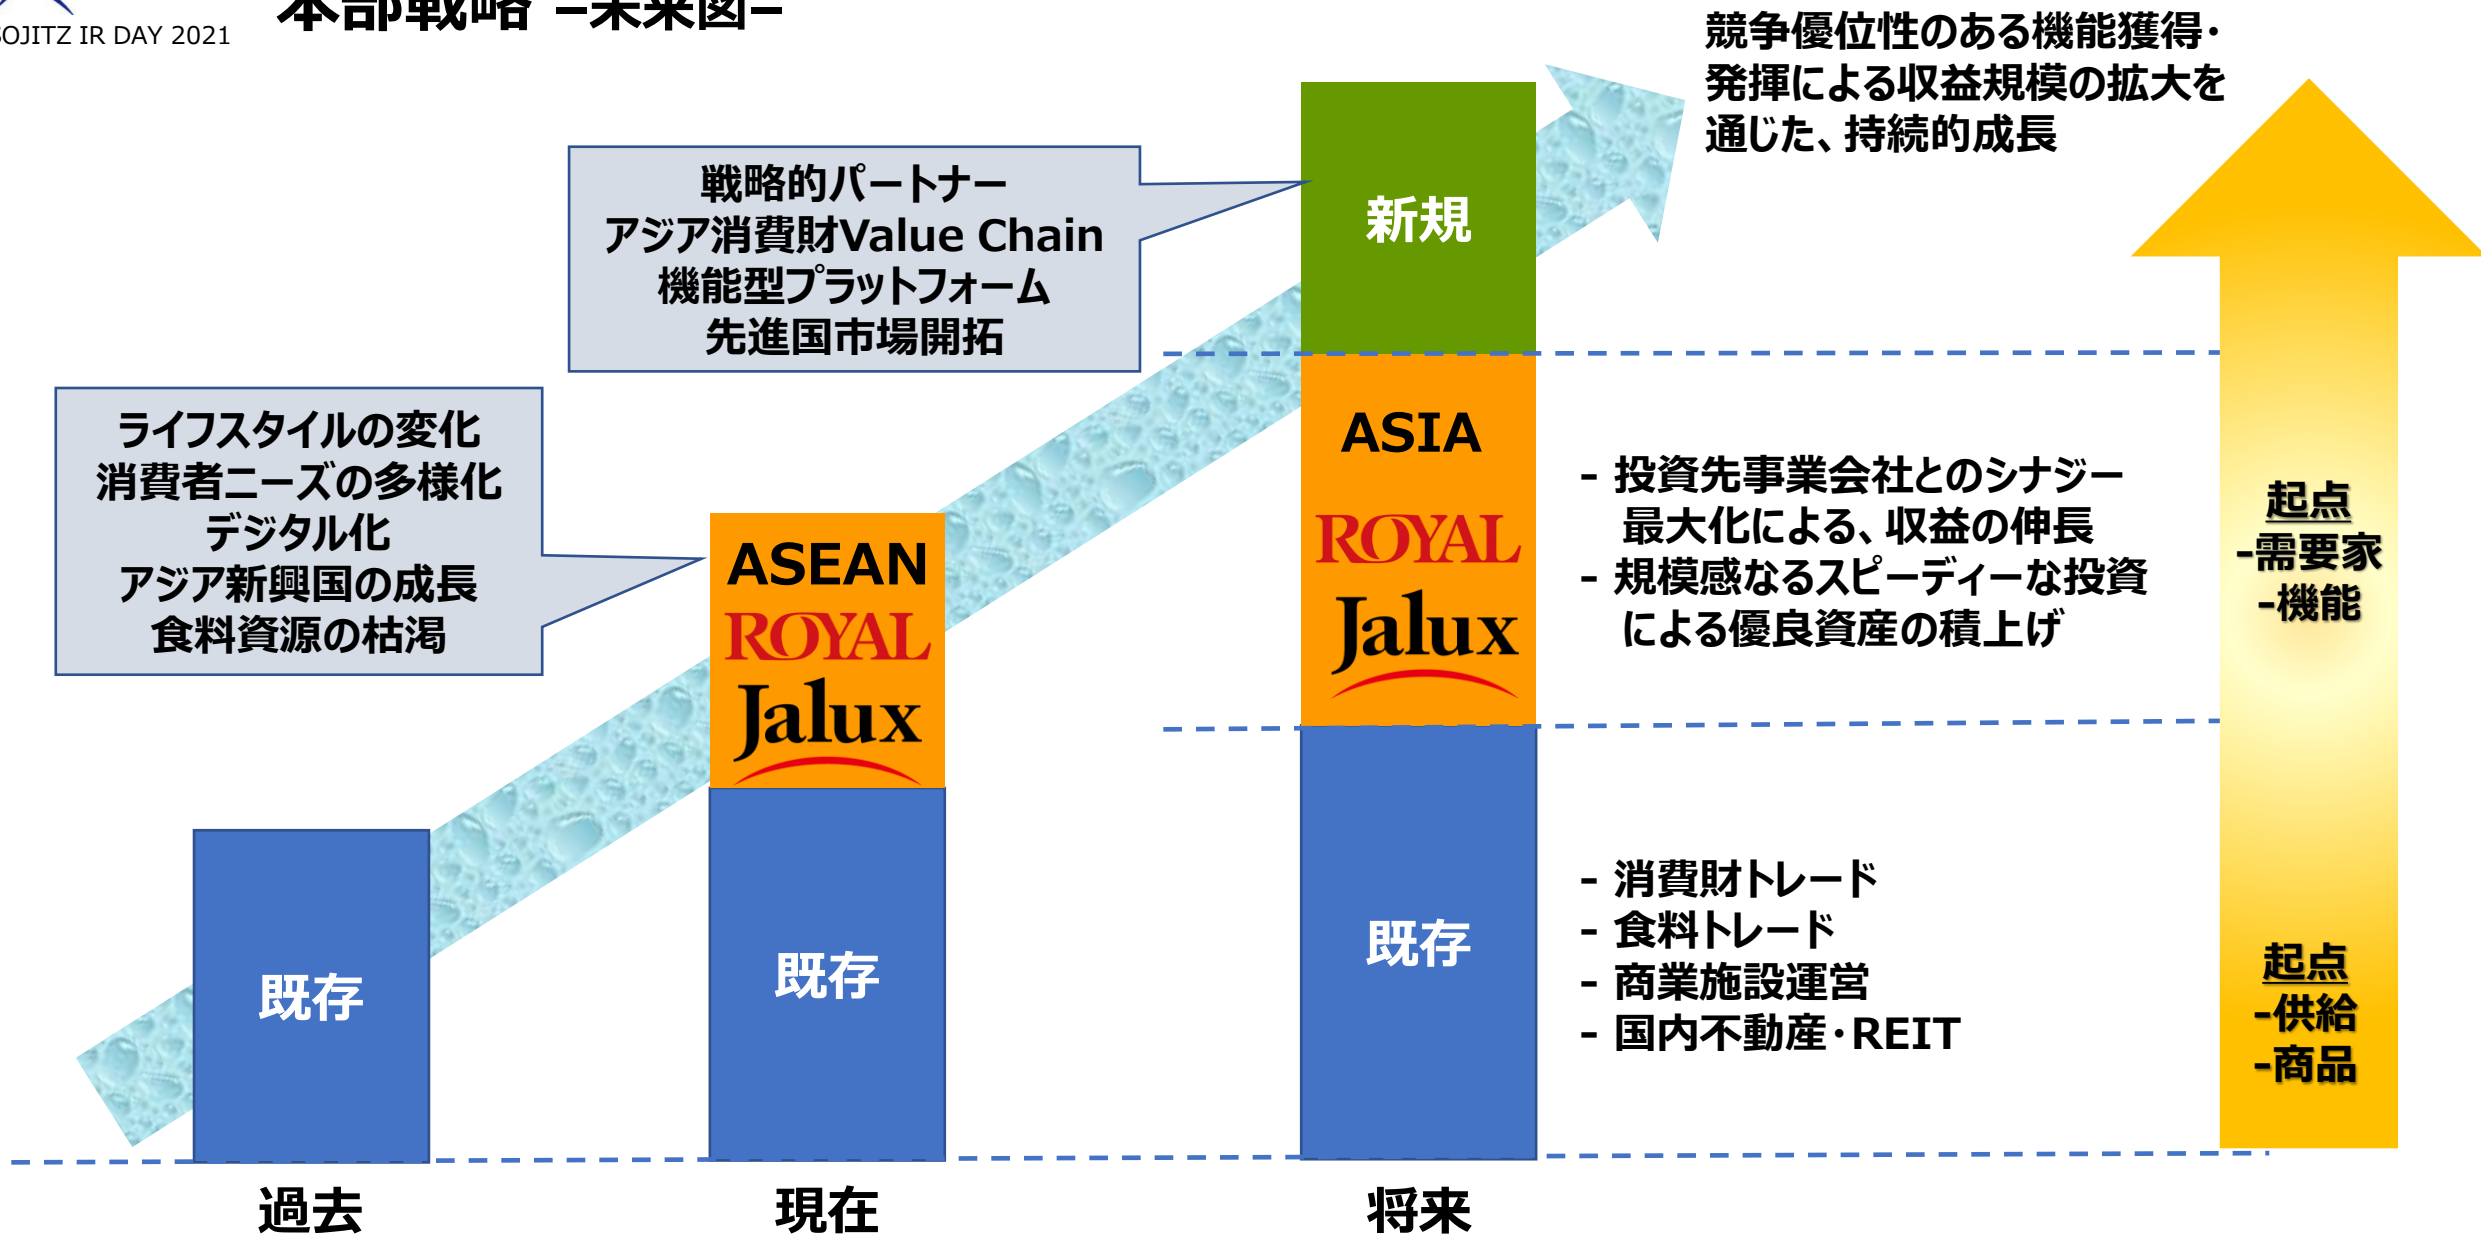 本部戦略 –未来図–
SOJITZ IR DAY 2021
競争優位性のある機能獲得・
発揮による収益規模の拡大を
通じた、持続的成長
戦略的パートナー
アジア消費財Value Chain
機能型プラットフォーム
先進国市場開拓
新規
ライフスタイルの変化
消費者ニーズの多様化
デジタル化
アジア新興国の成長
食料資源の枯渇
ASEAN
ROYAL
Jalux
ASIA
ROYAL
Jalux
- 投資先事業会社とのシナジー
最大化による、収益の伸長
- 規模感なるスピーディーな投資
による優良資産の積上げ
起点
-需要家
-機能
既存
既存
既存
- 消費財トレード
- 食料トレード
- 商業施設運営
- 国内不動産・REIT
起点
-供給
-商品
過去
現在
将来